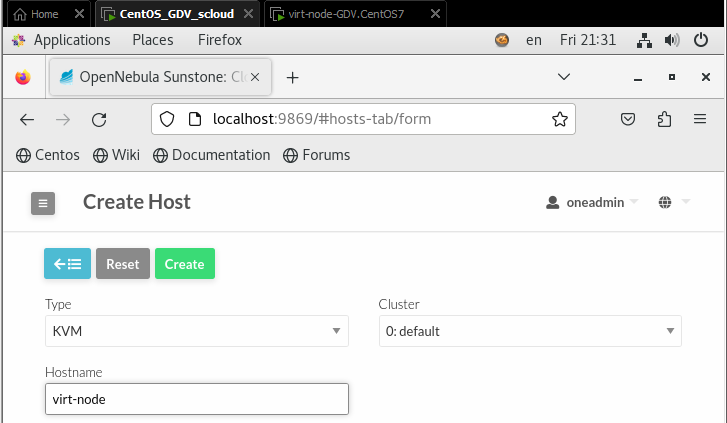 Home CentOS_GDV_scloud virt-node-GDV.CentOS7
Applications Places Firefox en Fri 21:31
OpenNebula Sunstone: Clo
localhost:9869/#hosts-tab/form
Centos Wiki Documentation Forums
Create Host oneadmin
Reset Create
Type Cluster
KVM 0: default
Hostname
virt-node